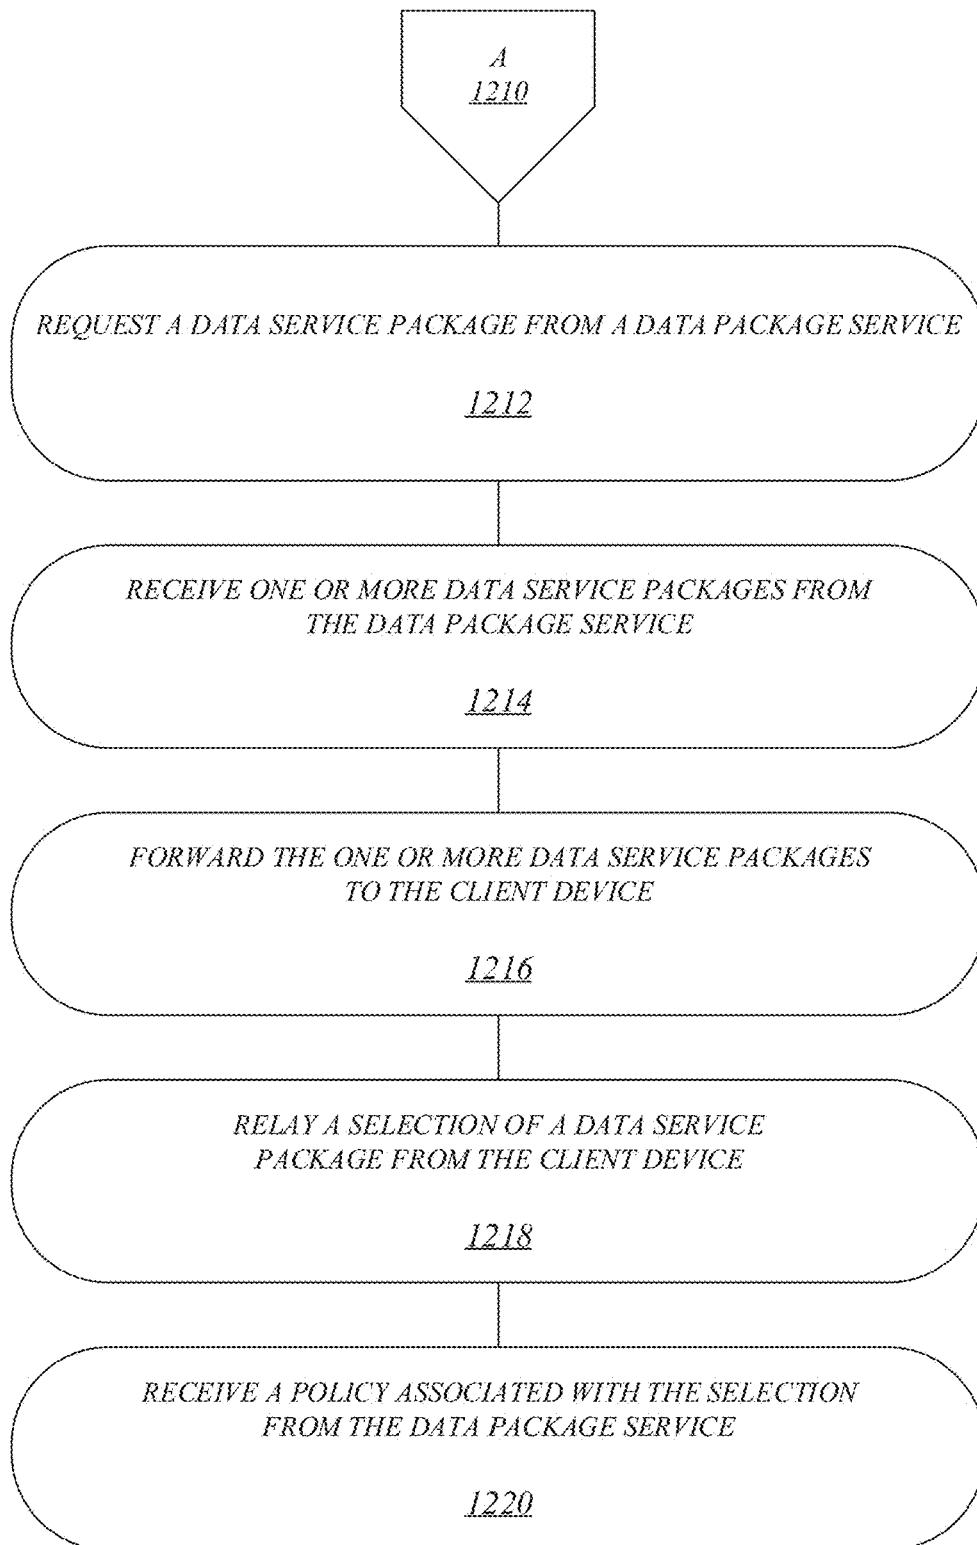 A
1210
REQUEST A DATA SERVICE PACKAGE FROM A DATA PACKAGE SERVICE
1212
RECEIVE ONE OR MORE DATA SERVICE PACKAGES FROM
THE DATA PACKAGE SERVICE
1214
FORWARD THE ONE OR MORE DATA SERVICE PACKAGES
TO THE CLIENT DEVICE
1216
RELAY A SELECTION OF A DATA SERVICE
PACKAGE FROM THE CLIENT DEVICE
1218
RECEIVE A POLICY ASSOCIATED WITH THE SELECTION
FROM THE DATA PACKAGE SERVICE
1220